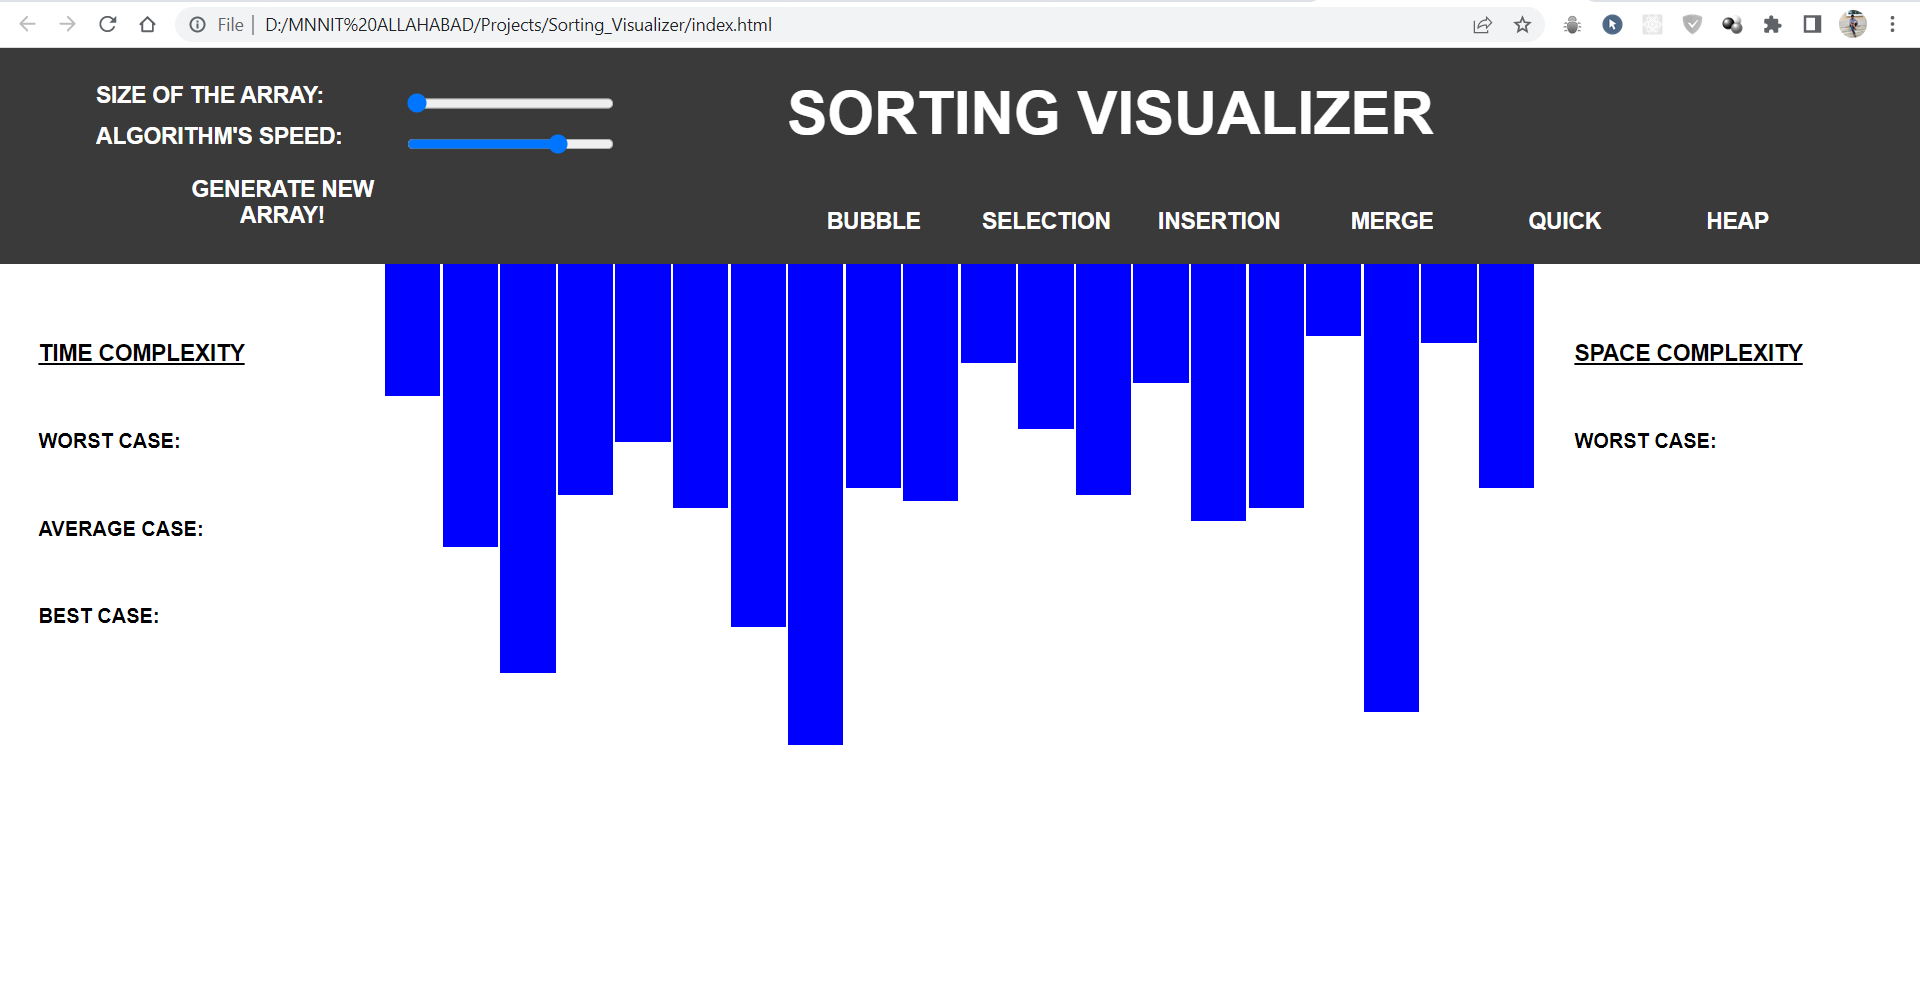 File | D:/MNNIT%20ALLAHABAD/Projects/Sorting_Visualizer/index.html
SIZE OF THE ARRAY:
ALGORITHM'S SPEED:
GENERATE NEW
ARRAY!
SORTING VISUALIZER
BUBBLE SELECTION INSERTION MERGE QUICK HEAP
TIME COMPLEXITY
WORST CASE:
AVERAGE CASE:
BEST CASE:
SPACE COMPLEXITY
WORST CASE: